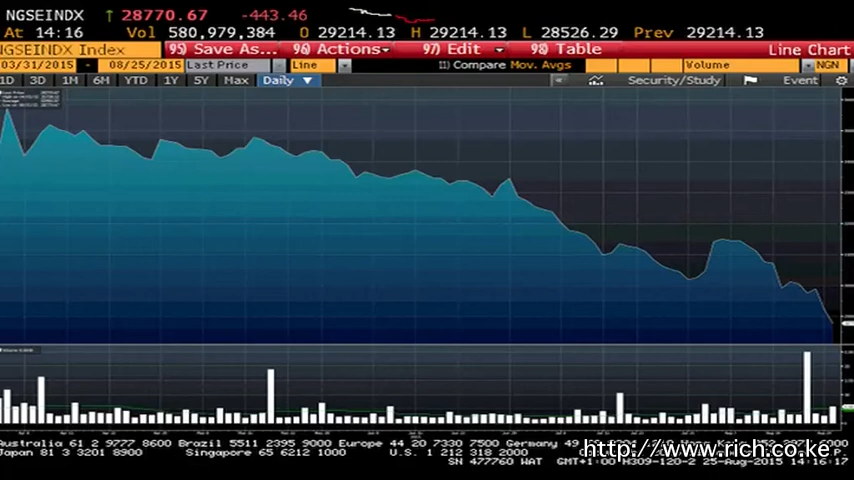 NGSEINDX ↑ 28770.67 -443.46
At 14:16 Vol 580,979,384 O 29214.13 H 29214.13 L 28526.29 Prev 29214.13
NGSEINDX Index 95) Save As... 96) Actions 97) Edit 98) Table Line Chart
03/31/2015 - 08/25/2015 Last Price Line 11) Compare Mov. Avgs Volume NGN
1D 3D 1M 6M YTD 1Y 5Y Max Daily ▼ Security/Study Event
Australia 61 2 9777 8600 Brazil 5511 2395 9000 Europe 44 20 7330 7500 Germany 49
Japan 81 3 3201 8900 Singapore 65 6212 1000 U.S. 1 212 318 2000
http://www.rich.co.ke
SN 477760 WAT GMT+1:00 H309-120-2 25-Aug-2015 14:16:17